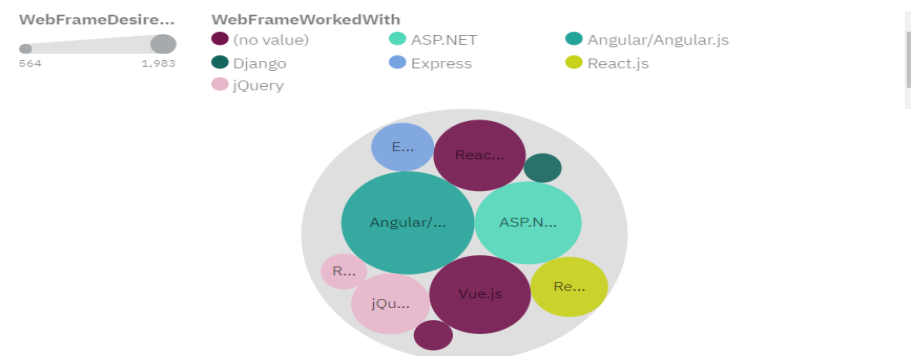 WebFrameDesire...
564 1,983
WebFrameWorkedWith
(no value) ASP.NET Angular/Angular.js
Django Express React.js
jQuery
E...
Reac...
Angular/...
ASP.N...
R...
jQu...
Vue.js
Re...